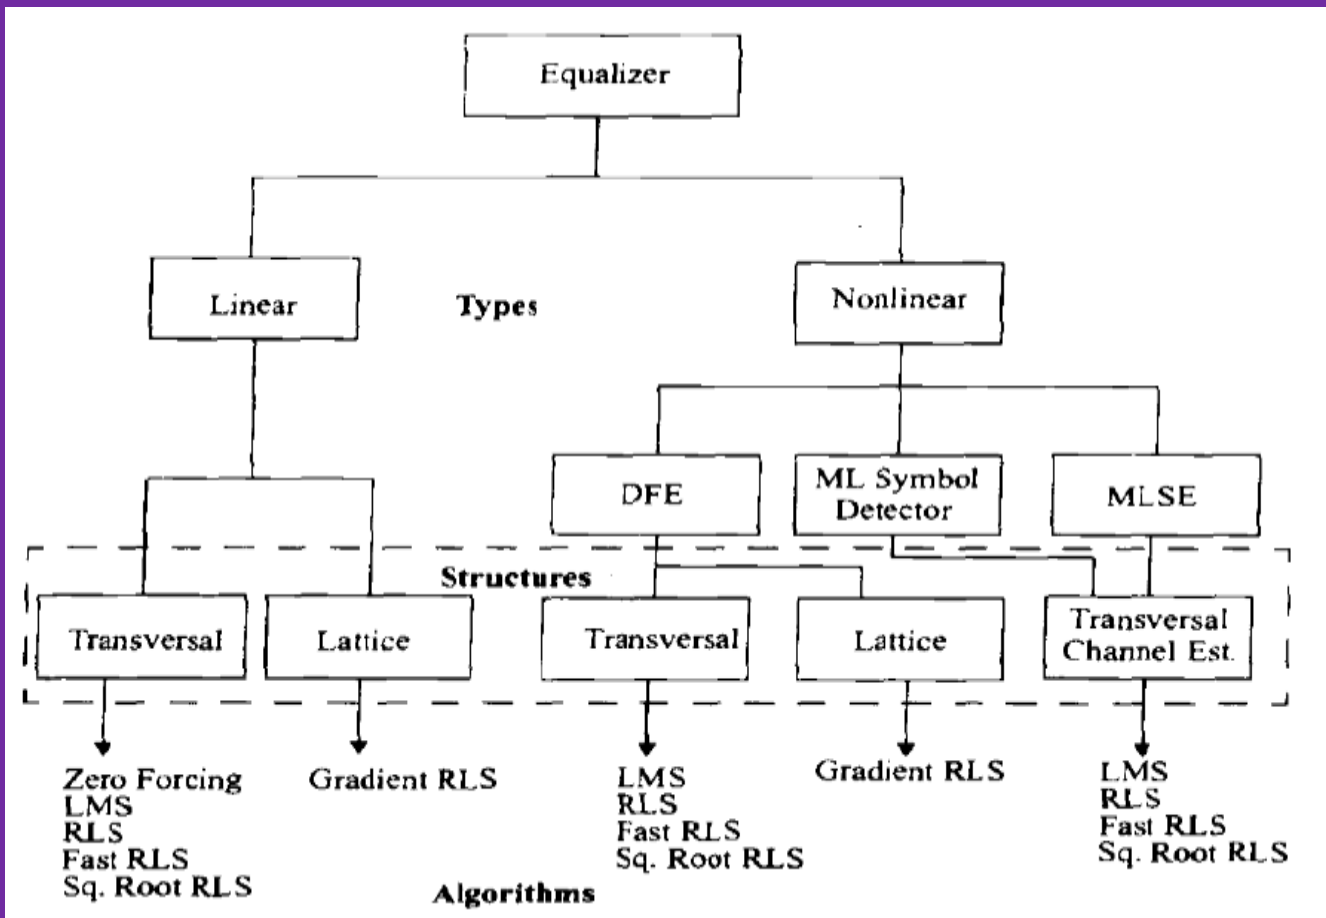 Equalizer
Linear
Types
Nonlinear
DFE
ML Symbol
Detector
MLSE
Structures
Transversal
Lattice
Transversal
Lattice
Transversal
Channel Est.
Zero Forcing
LMS
RLS
Fast RLS
Sq. Root RLS
Gradient RLS
LMS
RLS
Fast RLS
Sq. Root RLS
Gradient RLS
LMS
RLS
Fast RLS
Sq. Root RLS
Algorithms